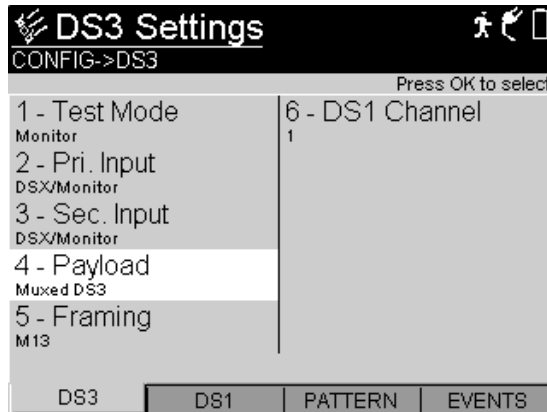 DS3 Settings
CONFIG->DS3
Press OK to select
1 - Test Mode
Monitor
2 - Pri. Input
DSX/Monitor
3 - Sec. Input
DSX/Monitor
4 - Payload
Muxed DS3
5 - Framing
M13
6 - DS1 Channel
1
DS3 DS1 PATTERN EVENTS